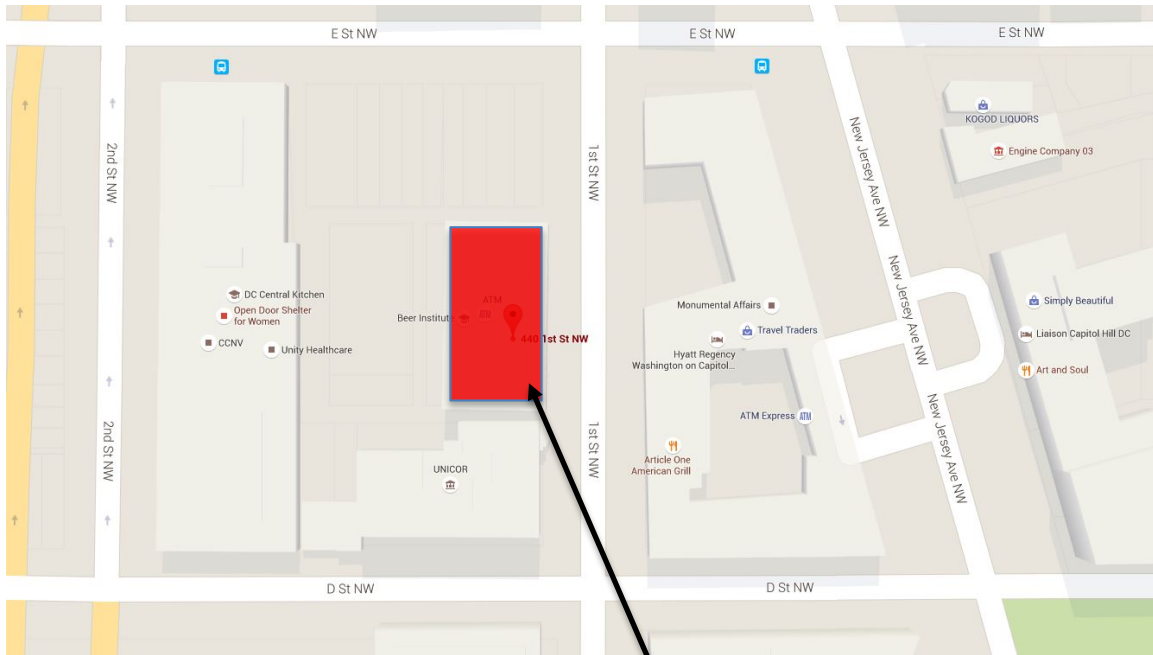 E St NW
E St NW
E St NW
KOGOD LIQUORS
Engine Company 03
2nd St NW
1st St NW
New Jersey Ave NW
DC Central Kitchen
Open Door Shelter
for Women
CCNV
Unity Healthcare
Beer Institute
ATM
ATM
440 1st St NW
Monumental Affairs
Travel Traders
Hyatt Regency
Washington on Capitol...
New Jersey Ave NW
Simply Beautiful
Liaison Capitol Hill DC
Art and Soul
ATM Express
ATM
New Jersey Ave NW
2nd St NW
1st St NW
Article One
American Grill
UNICOR
D St NW
D St NW